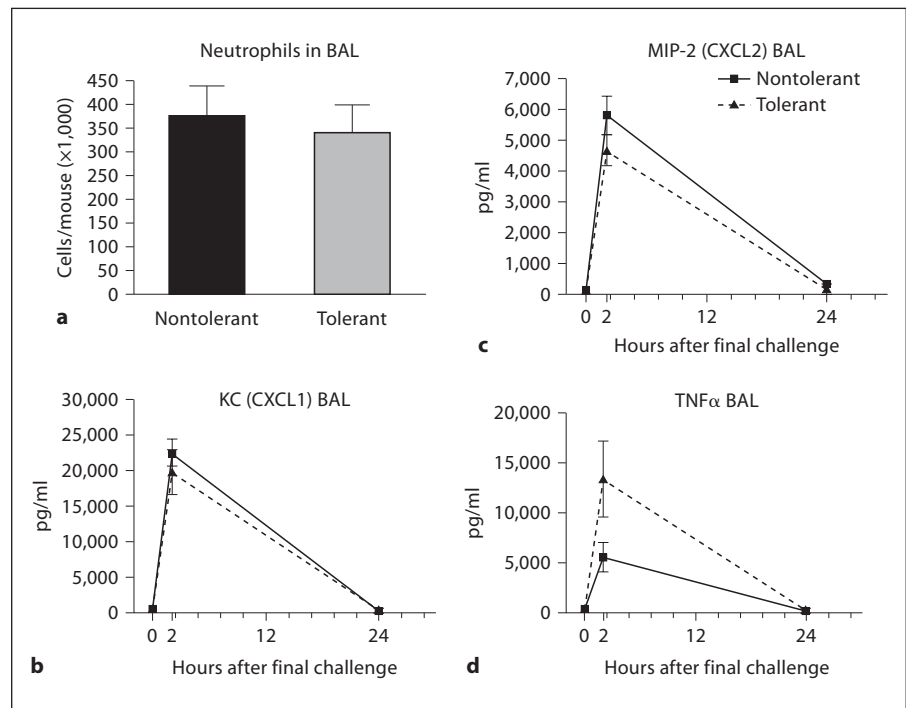 Neutrophils in BAL
Cells/mouse (×1,000)
450
400
350
300
250
200
150
100
50
0
Nontolerant
Tolerant
a
MIP-2 (CXCL2) BAL
Nontolerant
Tolerant
pg/ml
7,000
6,000
5,000
4,000
3,000
2,000
1,000
0
0 2 12 24
Hours after final challenge
c
KC (CXCL1) BAL
pg/ml
30,000
25,000
20,000
15,000
10,000
5,000
0
0 2 12 24
Hours after final challenge
b
TNFα BAL
pg/ml
20,000
15,000
10,000
5,000
0
0 2 12 24
Hours after final challenge
d